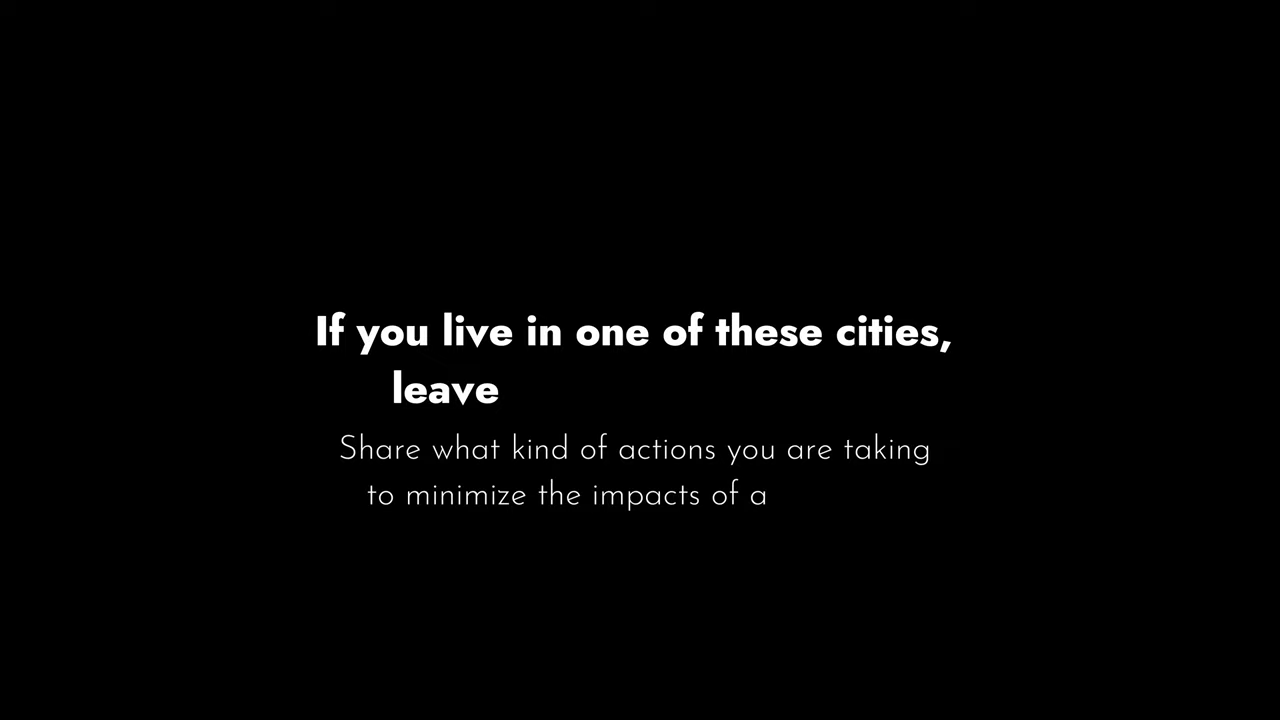 If you live in one of these cities,
leave
Share what kind of actions you are taking
to minimize the impacts of a